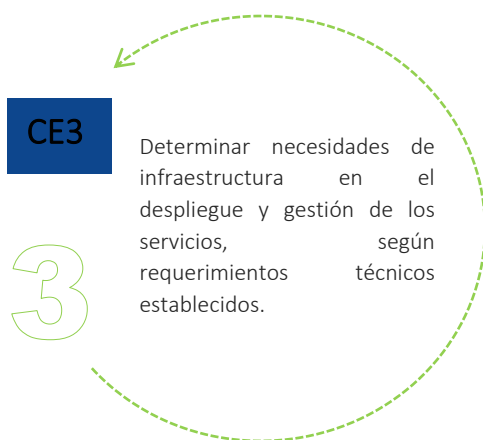 CE3
Determinar necesidades de
infraestructura en el
despliegue y gestión de los
servicios, según
requerimientos técnicos
establecidos.
3